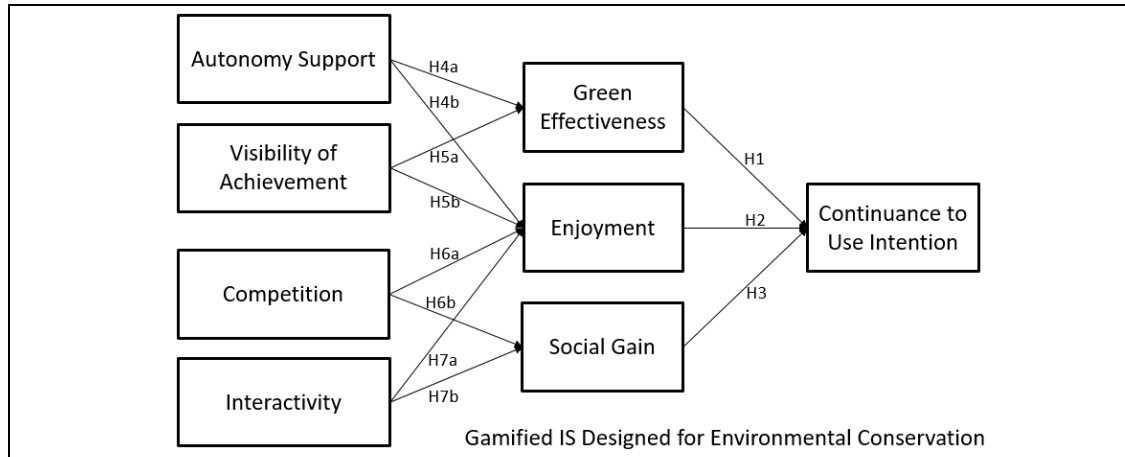 Autonomy Support
Visibility of
Achievement
Competition
Interactivity
H4a
H4b
H5a
H5b
H6a
H6b
H7a
H7b
Green
Effectiveness
Enjoyment
Social Gain
H1
H2
H3
Continuance to
Use Intention
Gamified IS Designed for Environmental Conservation